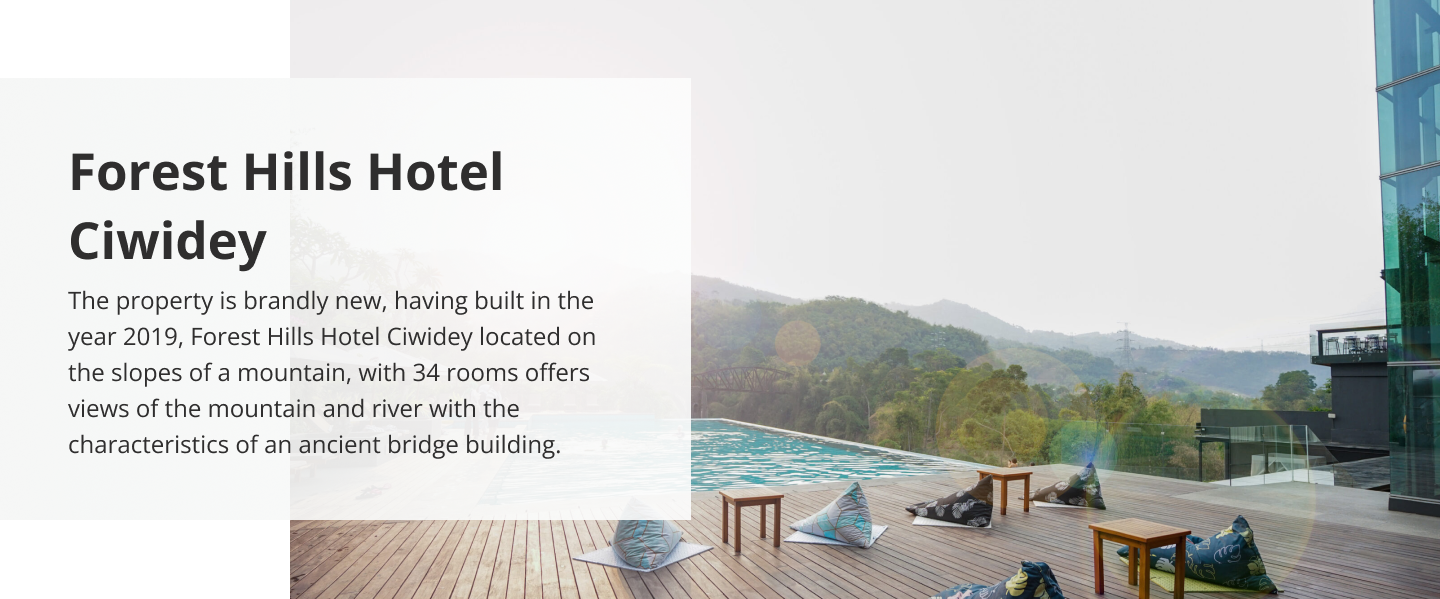 Forest Hills Hotel
Ciwidey
The property is brandly new, having built in the
year 2019, Forest Hills Hotel Ciwidey located on
the slopes of a mountain, with 34 rooms offers
views of the mountain and river with the
characteristics of an ancient bridge building.